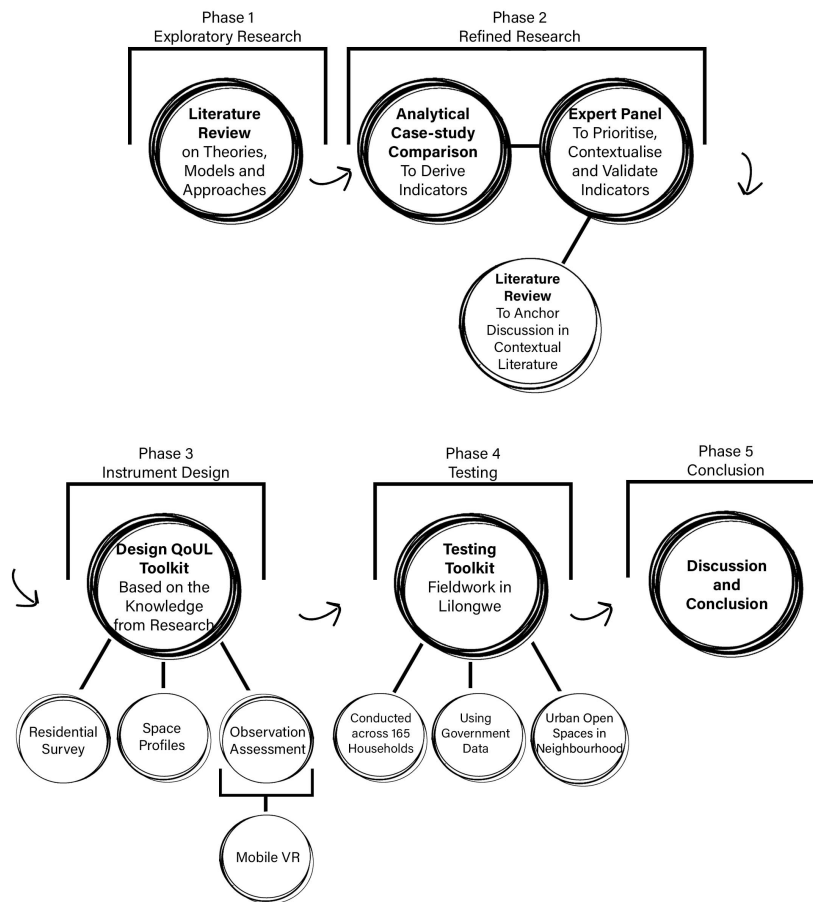 Phase 1
Exploratory Research
Phase 2
Refined Research
Literature
Review
on Theories,
Models and
Approaches
Analytical
Case-study
Comparison
To Derive
Indicators
Expert Panel
To Prioritise,
Contextualise
and Validate
Indicators
Literature
Review
To Anchor
Discussion in
Contextual
Literature
Phase 3
Instrument Design
Phase 4
Testing
Phase 5
Conclusion
Design QoUL
Toolkit
Based on the
Knowledge
from Research
Testing
Toolkit
Fieldwork in
Lilongwe
Discussion
and
Conclusion
Residential
Survey
Space
Profiles
Observation
Assessment
Conducted
across 165
Households
Using
Government
Data
Urban Open
Spaces in
Neighbourhood
Mobile VR